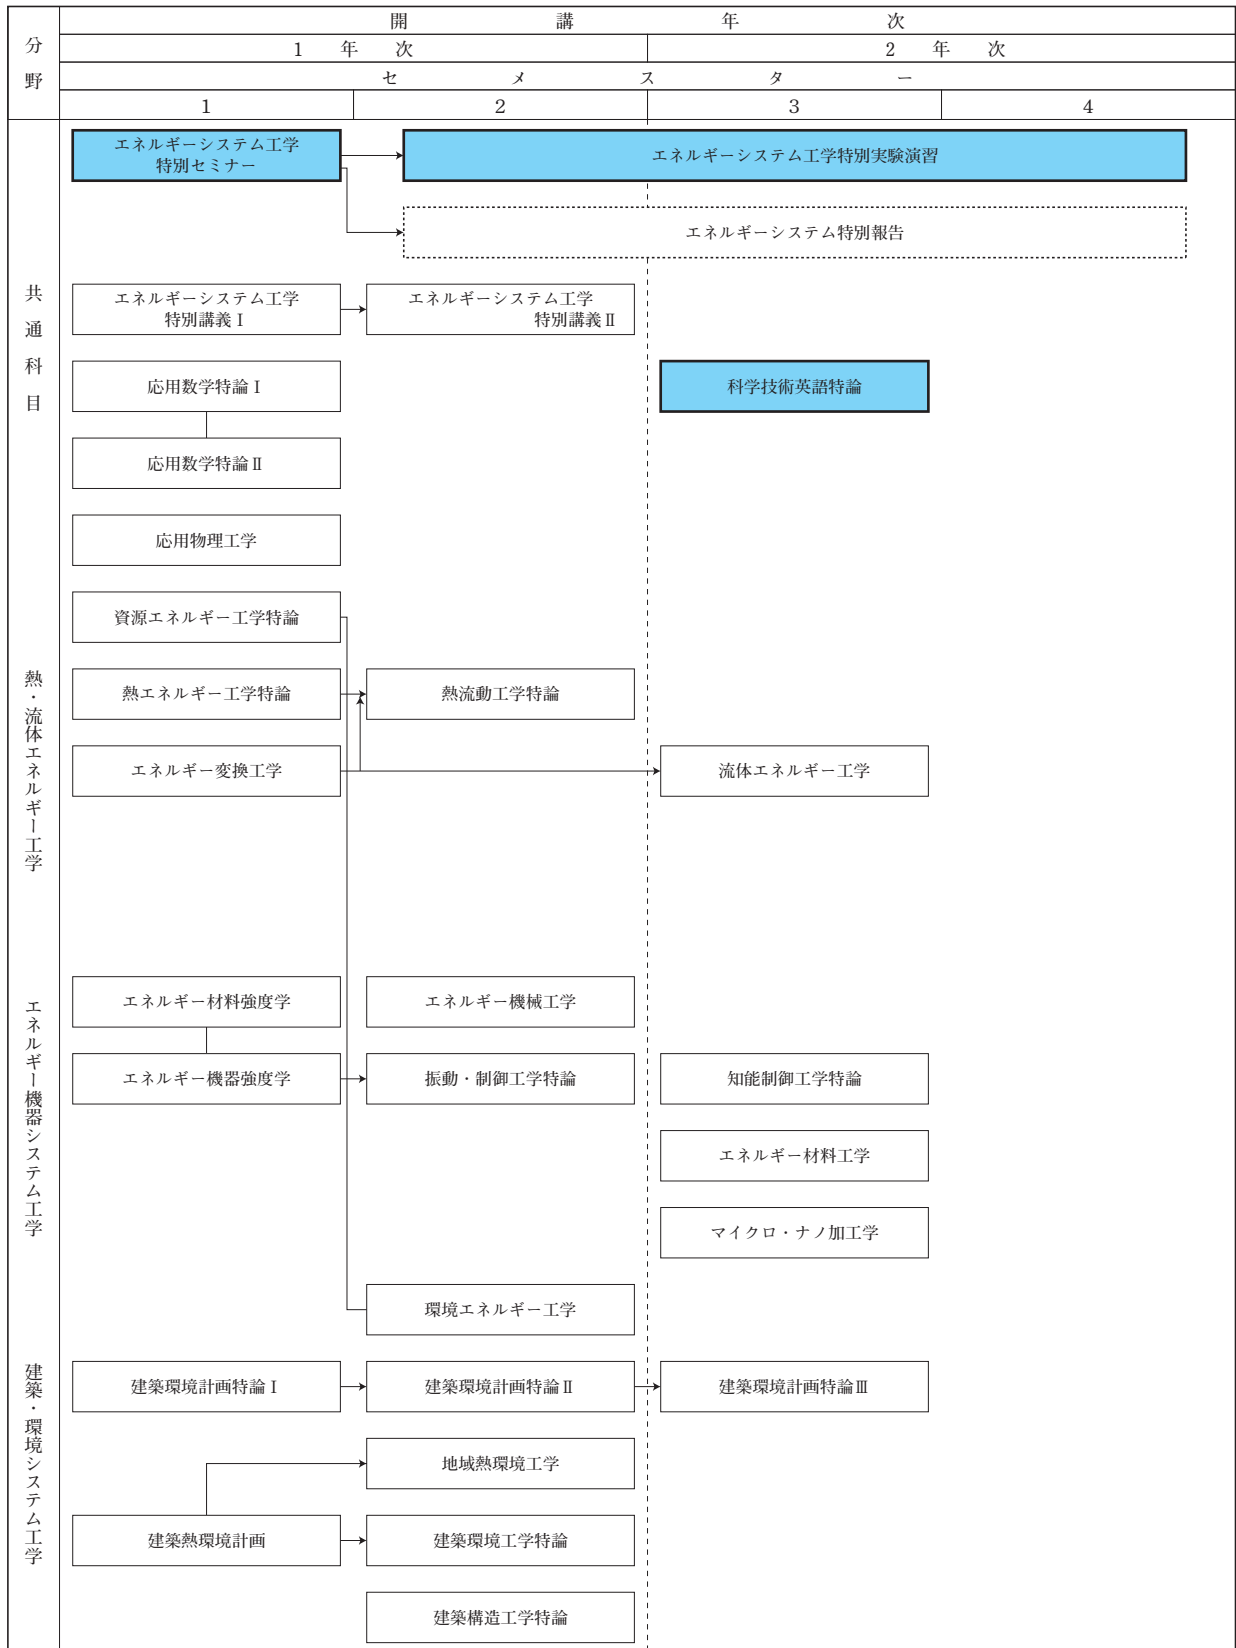 分野
開講年次
1年次
2年次
セメスター
1
2
3
4
共通科目
エネルギーシステム工学
特別セミナー
エネルギーシステム工学特別実験演習
エネルギーシステム特別報告
エネルギーシステム工学
特別講義Ⅰ
エネルギーシステム工学
特別講義Ⅱ
応用数学特論Ⅰ
科学技術英語特論
応用数学特論Ⅱ
応用物理工学
熱・流体エネルギー工学
資源エネルギー工学特論
熱エネルギー工学特論
熱流動工学特論
エネルギー変換工学
流体エネルギー工学
エネルギー機器システム工学
エネルギー材料強度学
エネルギー機械工学
エネルギー機器強度学
振動・制御工学特論
知能制御工学特論
エネルギー材料工学
マイクロ・ナノ加工学
環境エネルギー工学
建築・環境システム工学
建築環境計画特論Ⅰ
建築環境計画特論Ⅱ
建築環境計画特論Ⅲ
地域熱環境工学
建築熱環境計画
建築環境工学特論
建築構造工学特論